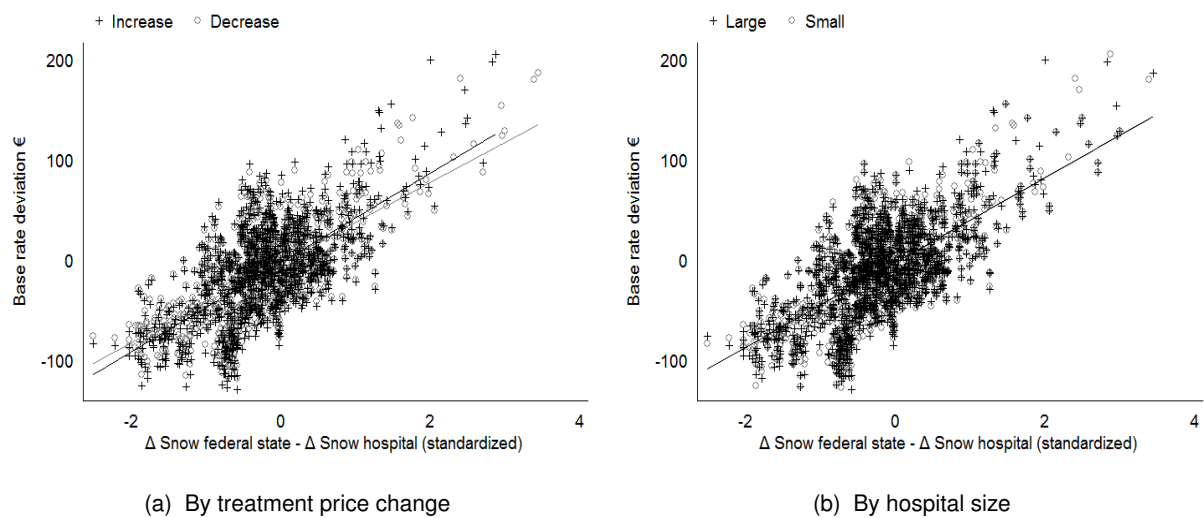 + Increase ○ Decrease
Base rate deviation €
200
100
0
-100
-2 0 2 4
Δ Snow federal state - Δ Snow hospital (standardized)
(a) By treatment price change
+ Large ○ Small
Base rate deviation €
200
100
0
-100
-2 0 2 4
Δ Snow federal state - Δ Snow hospital (standardized)
(b) By hospital size